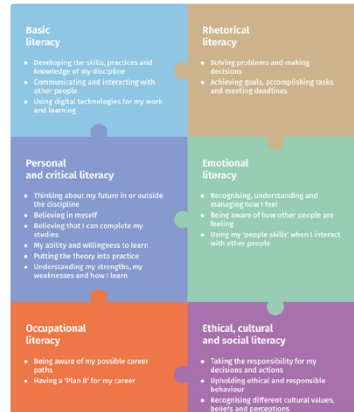 Basic
literacy
• Developing the skills, practices and
knowledge of my discipline
• Communicating and interacting with
other people
• Using digital technologies for my work
and learning
Rhetorical
literacy
• Solving problems and making
decisions
• Achieving goals, accomplishing tasks
and meeting deadlines
Personal
and critical literacy
• Thinking about my future in or outside
the discipline
• Believing in myself
• Believing that I can complete my
studies
• My ability and willingness to learn
• Putting the theory into practice
• Understanding my strengths, my
weaknesses and how I learn
Emotional
literacy
• Recognising, understanding and
managing how I feel
• Being aware of how other people are
feeling
• Using my 'people skills' when I interact
with other people
Occupational
literacy
• Being aware of my possible career
paths
• Having a 'Plan B' for my career
Ethical, cultural
and social literacy
• Taking the responsibility for my
decisions and actions
• Upholding ethical and responsible
behaviour
• Recognising different cultural values,
beliefs and perceptions